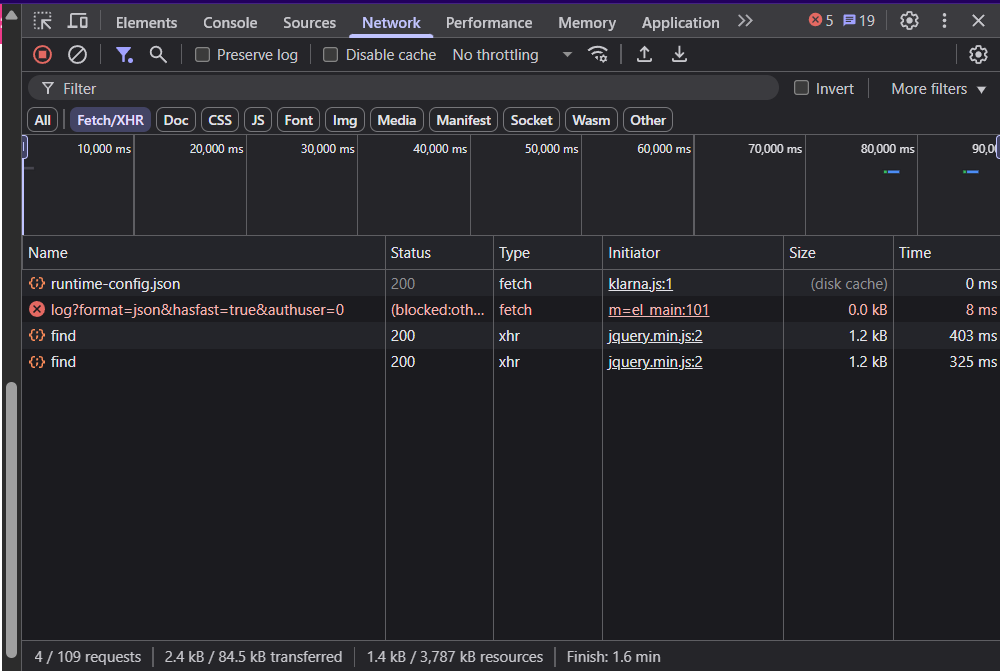 Elements Console Sources Network Performance Memory Application 5 19
Preserve log Disable cache No throttling
Filter Invert More filters
All Fetch/XHR Doc CSS JS Font Img Media Manifest Socket Wasm Other
10,000 ms 20,000 ms 30,000 ms 40,000 ms 50,000 ms 60,000 ms 70,000 ms 80,000 ms 90,0
Name Status Type Initiator Size Time
runtime-config.json 200 fetch klarna.js:1 (disk cache) 0 ms
log?format=json&hasfast=true&authuser=0 (blocked:oth... fetch m=el_main:101 0.0 kB 8 ms
find 200 xhr jquery.min.js:2 1.2 kB 403 ms
find 200 xhr jquery.min.js:2 1.2 kB 325 ms
4 / 109 requests 2.4 kB / 84.5 kB transferred 1.4 kB / 3,787 kB resources Finish: 1.6 min